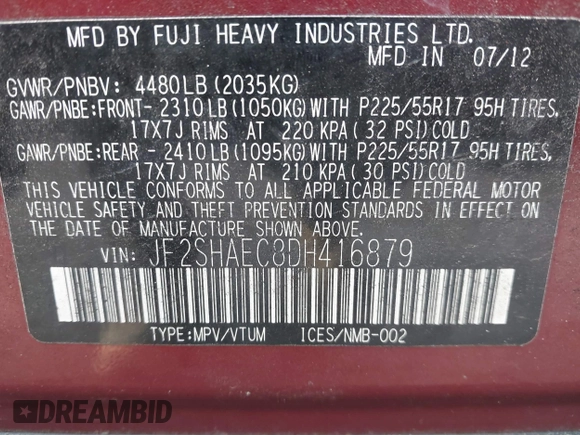 MFD BY FUJI HEAVY INDUSTRIES LTD.
MFD IN 07/12
GVWR/PNBV: 4480LB (2035KG)
GAWR/PNBE:FRONT- 2310LB(1050KG)WITH P225/55R17 95H TIRES,
17X7J RIMS AT 220 KPA( 32 PSI)COLD
GAWR/PNBE:REAR - 2410LB(1095KG)WITH P225/55R17 95H TIRES,
17X7J RIMS AT 210 KPA( 30 PSI)COLD
THIS VEHICLE CONFORMS TO ALL APPLICABLE FEDERAL MOTOR
VEHICLE SAFETY AND THEFT PREVENTION STANDARDS IN EFFECT ON THE
DATE OF MANUFACTURE SHOWN ABOVE.
VIN: JF2SHAEC8DH416879
TYPE:MPV/VTUM ICES/NMB-002
DREAMBID